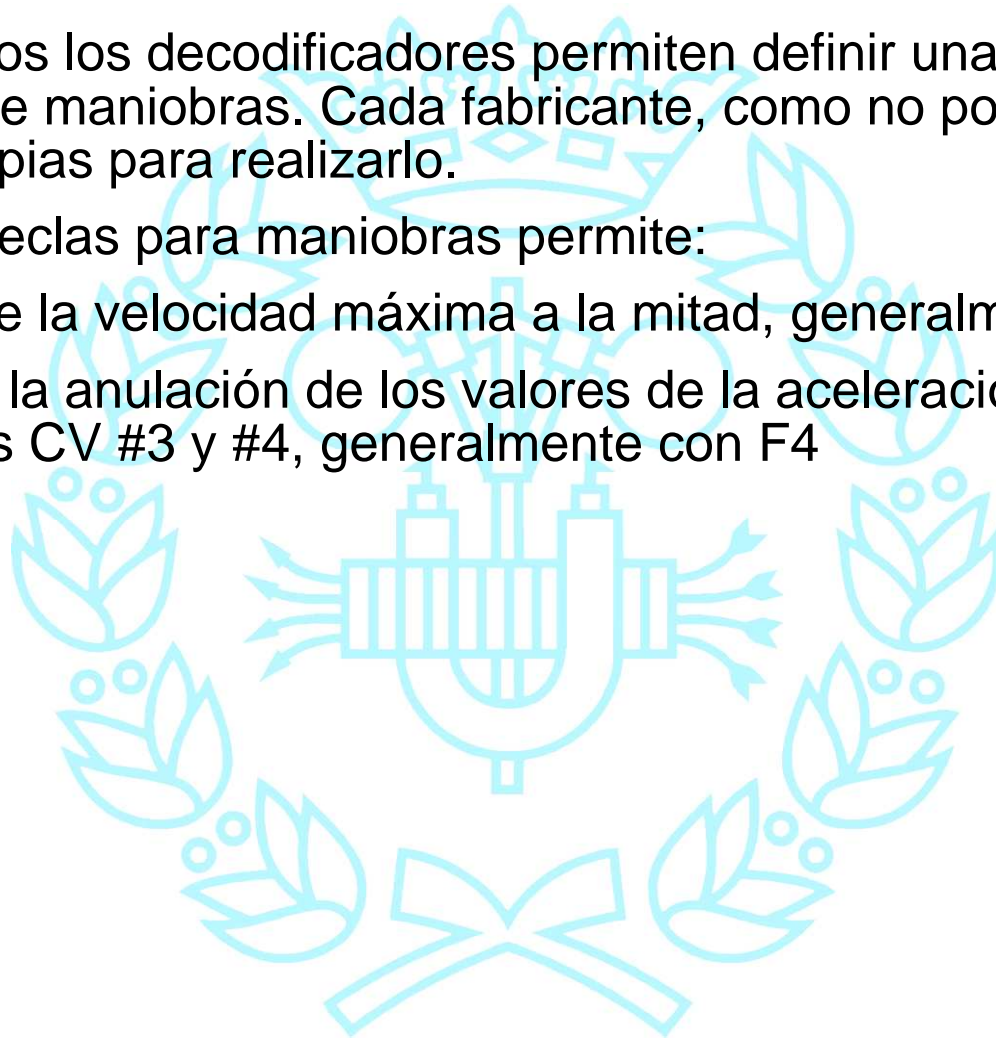 os los decodificadores permiten definir una
e maniobras. Cada fabricante, como no po
pias para realizarlo.
eclas para maniobras permite:
e la velocidad máxima a la mitad, generalm
la anulación de los valores de la aceleraci
s CV #3 y #4, generalmente con F4